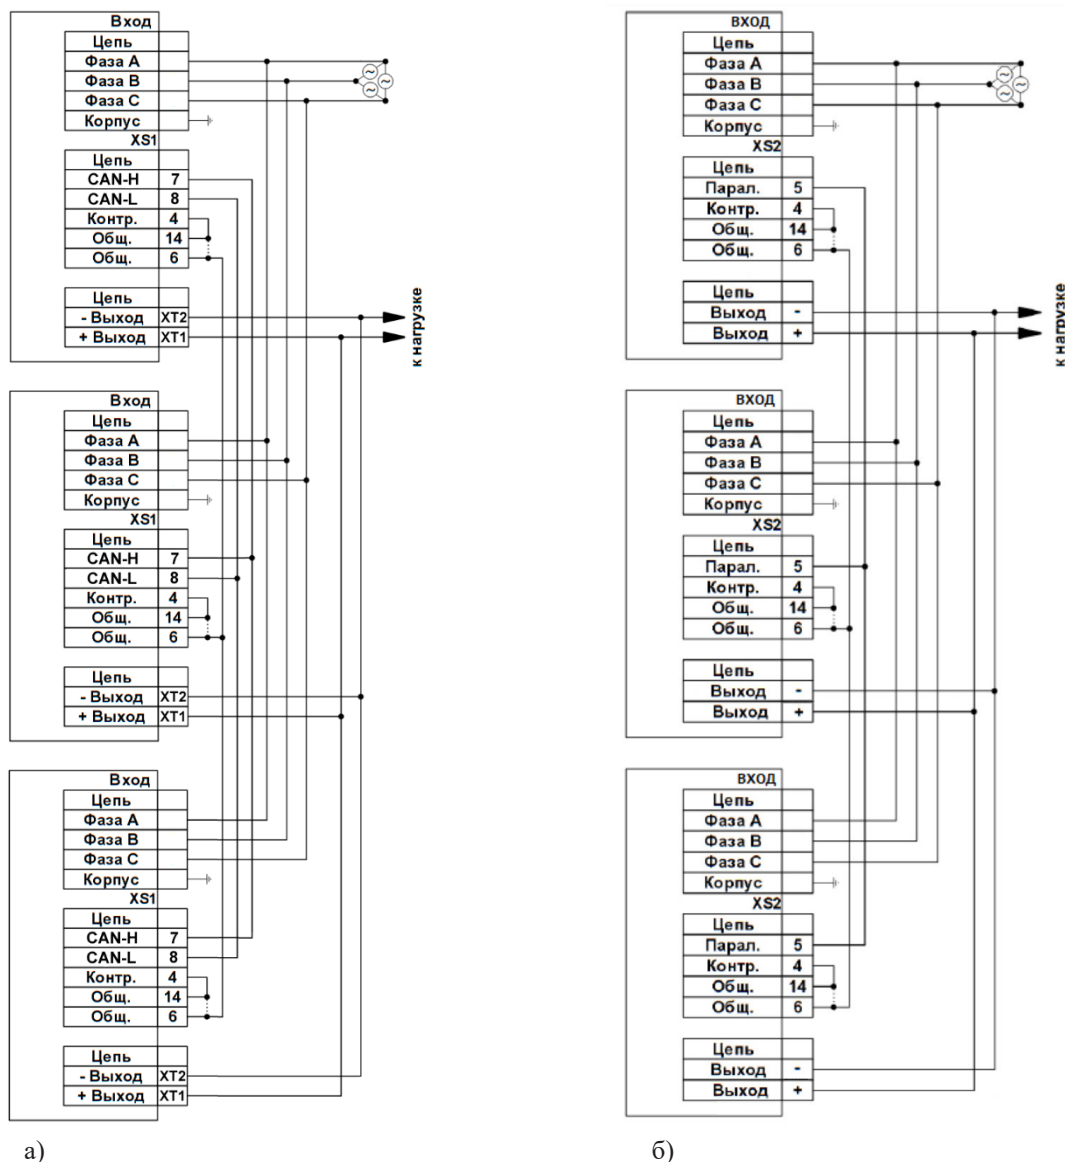 Вход
Цепь
Фаза А
Фаза В
Фаза С
Корпус
XS1
Цепь
CAN-H 7
CAN-L 8
Контр. 4
Общ. 14
Общ. 6
Цепь
- Выход XT2
+ Выход XT1
к нагрузке
Вход
Цепь
Фаза А
Фаза В
Фаза С
Корпус
XS1
Цепь
CAN-H 7
CAN-L 8
Контр. 4
Общ. 14
Общ. 6
Цепь
- Выход XT2
+ Выход XT1
Вход
Цепь
Фаза А
Фаза В
Фаза С
Корпус
XS1
Цепь
CAN-H 7
CAN-L 8
Контр. 4
Общ. 14
Общ. 6
Цепь
- Выход XT2
+ Выход XT1
а)
ВХОД
Цепь
Фаза А
Фаза В
Фаза С
Корпус
XS2
Цепь
Парал. 5
Контр. 4
Общ. 14
Общ. 6
Цепь
Выход -
Выход +
к нагрузке
ВХОД
Цепь
Фаза А
Фаза В
Фаза С
Корпус
XS2
Цепь
Парал. 5
Контр. 4
Общ. 14
Общ. 6
Цепь
Выход -
Выход +
ВХОД
Цепь
Фаза А
Фаза В
Фаза С
Корпус
XS2
Цепь
Парал. 5
Контр. 4
Общ. 14
Общ. 6
Цепь
Выход -
Выход +
б)